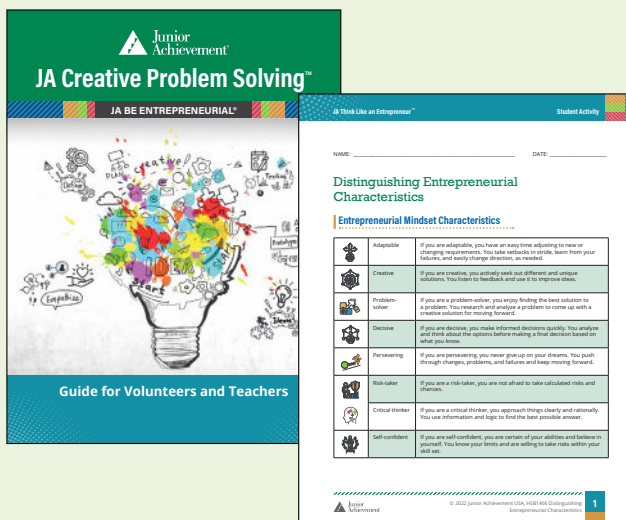 Junior
Achievement®
JA Creative Problem Solving™
JA BE ENTREPRENEURIAL®
creative!
PLAN
Define
Testing
Prototype
IDEA
Start
Empathize
Ideate
Guide for Volunteers and Teachers
JA Think Like an Entrepreneur™
Student Activity
NAME:
DATE:
Distinguishing Entrepreneurial
Characteristics
Entrepreneurial Mindset Characteristics
Adaptable
If you are adaptable, you have an easy time adjusting to new or
changing requirements. You take setbacks in stride, learn from your
failures, and easily change direction, as needed.
Creative
If you are creative, you actively seek out different and unique
solutions. You listen to feedback and use it to improve ideas.
Problem-
solver
If you are a problem-solver, you enjoy finding the best solution to
a problem. You research and analyze a problem to come up with a
creative solution for moving forward.
Decisive
If you are decisive, you make informed decisions quickly. You analyze
and think about the options before making a final decision based on
what you know.
Persevering
If you are persevering, you never give up on your dreams. You push
through changes, problems, and failures and keep moving forward.
Risk-taker
If you are a risk-taker, you are not afraid to take calculated risks and
chances.
Critical thinker
If you are a critical thinker, you approach things clearly and rationally.
You use information and logic to find the best possible answer.
Self-confident
If you are self-confident, you are certain of your abilities and believe in
yourself. You know your limits and are willing to take risks within your
skill set.
Junior
Achievement®
© 2022 Junior Achievement USA, HSB1406 Distinguishing
Entrepreneurial Characteristics
1